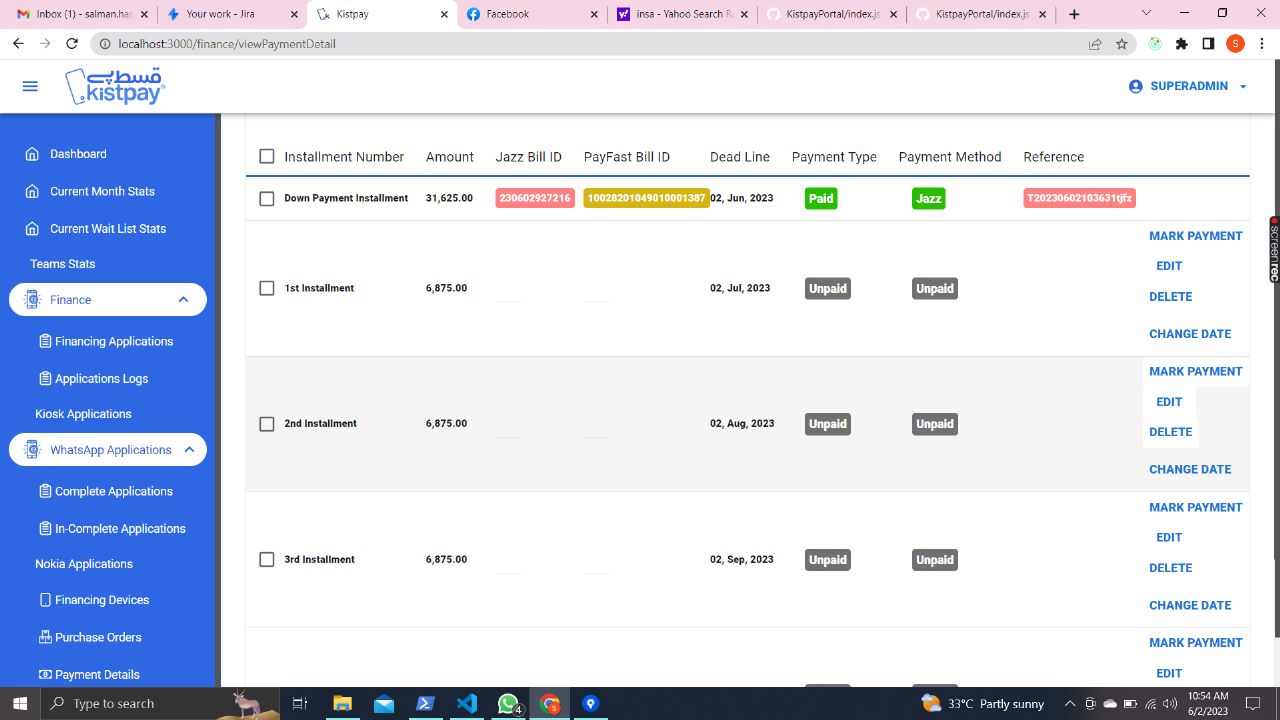 Inbox (1) - salman.has
Your work - Jira
Kistpay
Facebook
insa - Yahoo Search Re
KistpayPortal/index.js
KistpayPortal/index.js
localhost:3000/finance/viewPaymentDetail
S
قسط پے
kistpay
SUPERADMIN
Dashboard
Current Month Stats
Current Wait List Stats
Teams Stats
Finance
Financing Applications
Applications Logs
Kiosk Applications
WhatsApp Applications
Complete Applications
In-Complete Applications
Nokia Applications
Financing Devices
Purchase Orders
Payment Details
Installment Number Amount Jazz Bill ID PayFast Bill ID Dead Line Payment Type Payment Method Reference
Down Payment Installment 31,625.00 230602927216 10028201049010001387 02, Jun, 2023 Paid Jazz T20230602103631tjfz
1st Installment 6,875.00 02, Jul, 2023 Unpaid Unpaid
MARK PAYMENT
EDIT
DELETE
CHANGE DATE
2nd Installment 6,875.00 02, Aug, 2023 Unpaid Unpaid
MARK PAYMENT
EDIT
DELETE
CHANGE DATE
3rd Installment 6,875.00 02, Sep, 2023 Unpaid Unpaid
MARK PAYMENT
EDIT
DELETE
CHANGE DATE
MARK PAYMENT
EDIT
screenrec
Type here to search
4
33°C Partly sunny
10:54 AM
6/2/2023